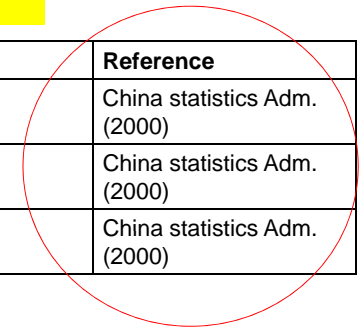 Reference
China statistics Adm.
(2000)
China statistics Adm.
(2000)
China statistics Adm.
(2000)